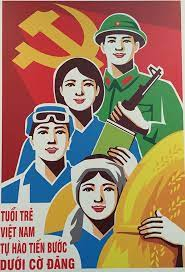 TUỔI TRẺ
VIỆT NAM
TỰ HÀO TIẾN BƯỚC
DƯỚI CỜ ĐẢNG